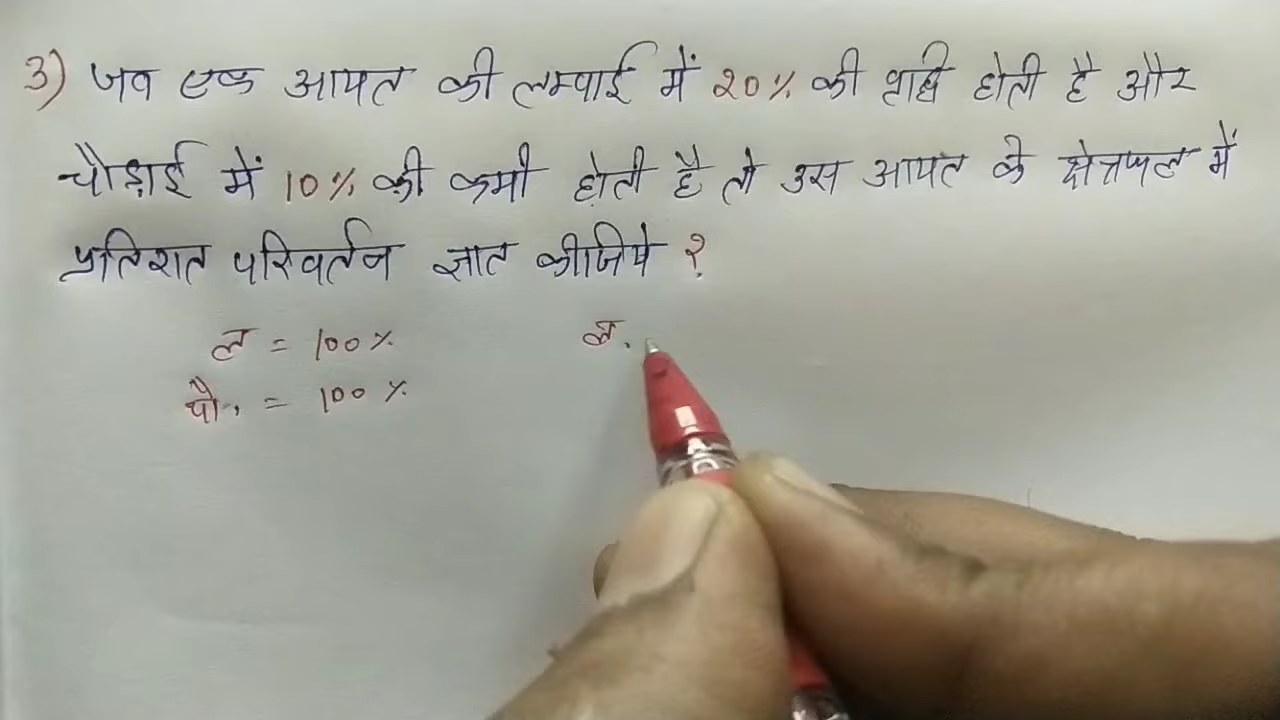 3) जब एक आयत की लम्बाई में 20% की वृद्धि होती है और
चौड़ाई में 10% की कमी होती है तो उस आयत के क्षेत्रफल में
प्रतिशत परिवर्तन ज्ञात कीजिये ?
ल = 100% ल.
चौ. = 100%